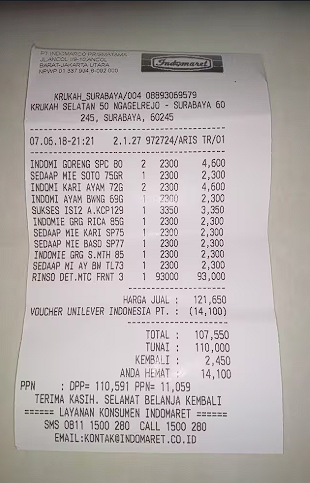 PT. INDOMARCO PRISMATAMA
JL.ANCOL I/9-10 ANCOL
BARAT-JAKARTA UTARA
NPWP 01 337 994 6-092 000
Indomaret
KRUKAH_SURABAYA/004 08893069579
KRUKAH SELATAN 50 NGAGELREJO - SURABAYA 60
245, SURABAYA, 60245
07.06.18-21:21 2.1.27 972724/ARIS TR/01
INDOMI GORENG SPC 80 2 2300 4,600
SEDAAP MIE SOTO 75GR 1 2300 2,300
INDOMI KARI AYAM 72G 2 2300 4,600
INDOMI AYAM BWNG 69G 1 2300 2,300
SUKSES ISI2 A.KCP129 1 3350 3,350
INDOMIE GRG RICA 85G 1 2300 2,300
SEDAAP MIE KARI SP75 1 2300 2,300
SEDAAP MIE BASO SP77 1 2300 2,300
INDOMIE GRG S.MTH 85 1 2300 2,300
SEDAAP MI AY BN TL73 1 2300 2,300
RINSO DET.MTC FRNT 3 1 93000 93,000
HARGA JUAL : 121,650
VOUCHER UNILEVER INDONESIA PT. : (14,100)
TOTAL : 107,550
TUNAI : 110,000
KEMBALI : 2,450
ANDA HEMAT : 14,100
PPN : DPP= 110,591 PPN= 11,059
TERIMA KASIH. SELAMAT BELANJA KEMBALI
====== LAYANAN KONSUMEN INDOMARET ======
SMS 0811 1500 280 CALL 1500 280
EMAIL:KONTAK@INDOMARET.CO.ID